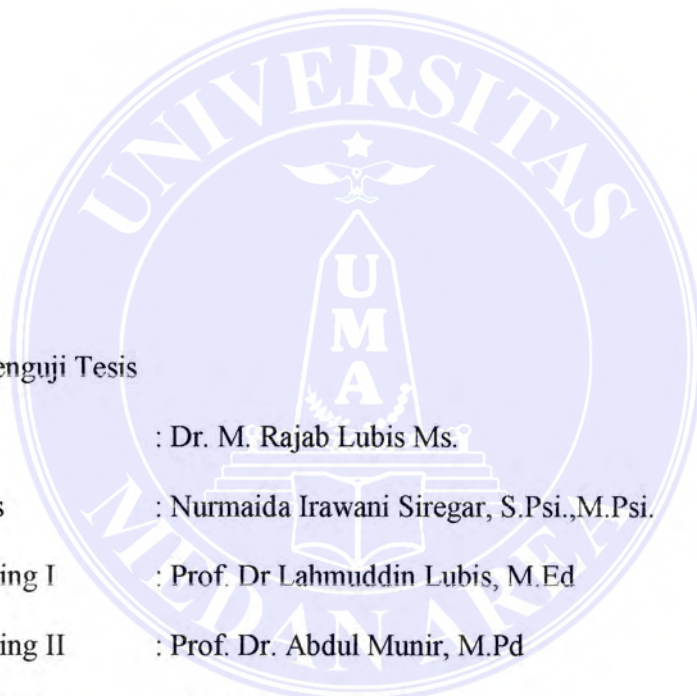 UNIVERSITAS
UMA
enguji Tesis
: Dr. M. Rajab Lubis Ms.
s : Nurmaida Irawani Siregar, S.Psi.,M.Psi.
ing I : Prof. Dr Lahmuddin Lubis, M.Ed
ing II : Prof. Dr. Abdul Munir, M.Pd
MEDAN AREA